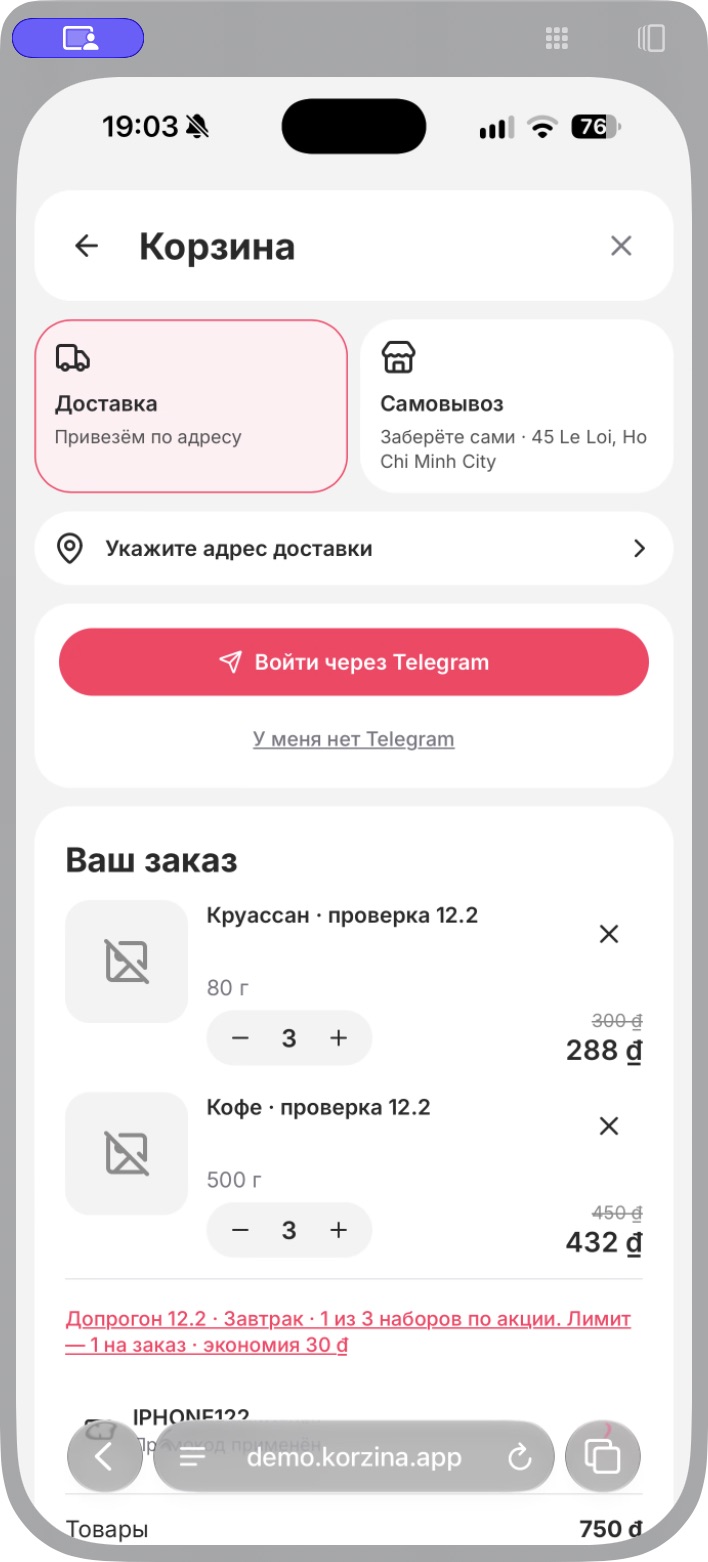 19:03
76
Корзина
Доставка
Привезём по адресу
Самовывоз
Заберёте сами · 45 Le Loi, Ho
Chi Minh City
Укажите адрес доставки
Войти через Telegram
У меня нет Telegram
Ваш заказ
Круассан · проверка 12.2
80 г
300 ₫
3
288 ₫
Кофе · проверка 12.2
500 г
450 ₫
3
432 ₫
Допрогон 12.2 · Завтрак · 1 из 3 наборов по акции. Лимит
— 1 на заказ · экономия 30 ₫
IPHONE122
Промокод применён
demo.korzina.app
Товары
750 ₫